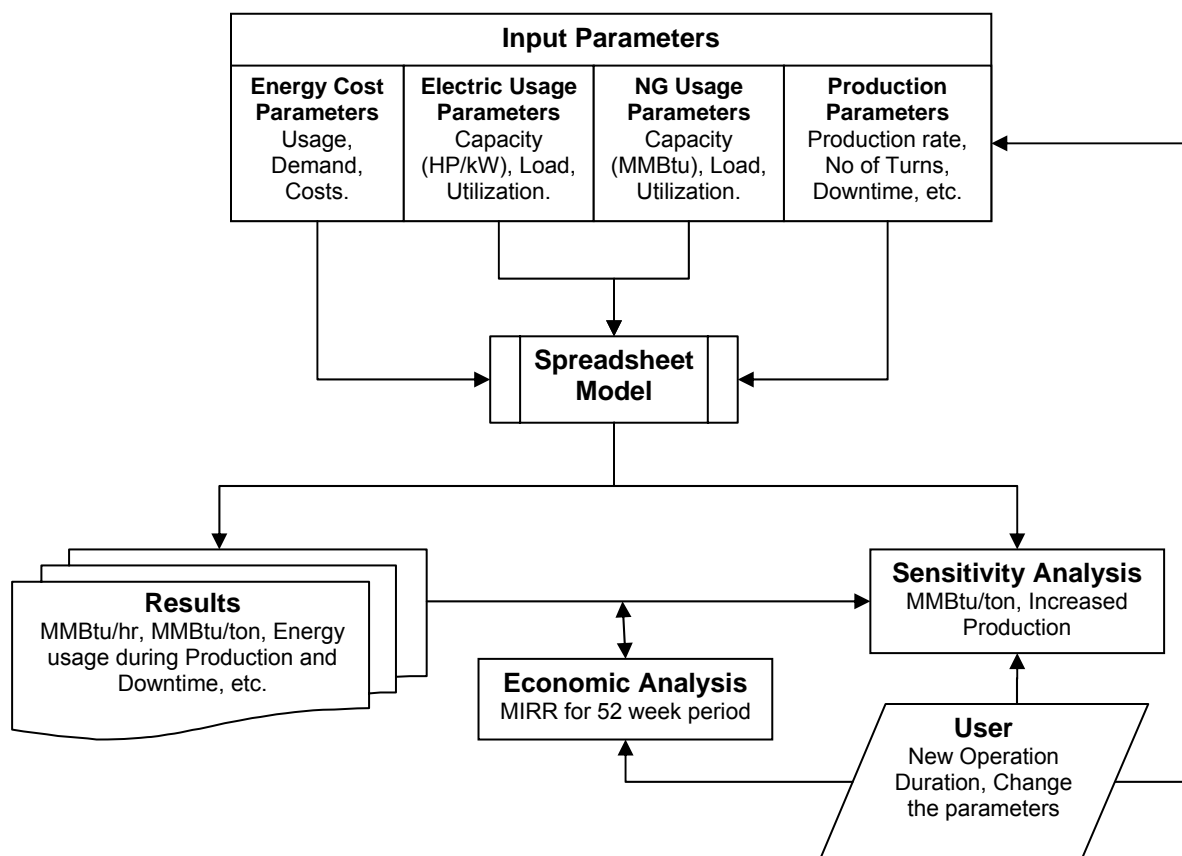 Input Parameters
Energy Cost
Parameters
Usage,
Demand,
Costs.
Electric Usage
Parameters
Capacity
(HP/kW), Load,
Utilization.
NG Usage
Parameters
Capacity
(MMBtu), Load,
Utilization.
Production
Parameters
Production rate,
No of Turns,
Downtime, etc.
Spreadsheet
Model
Results
MMBtu/hr, MMBtu/ton, Energy
usage during Production and
Downtime, etc.
Sensitivity Analysis
MMBtu/ton, Increased
Production
Economic Analysis
MIRR for 52 week period
User
New Operation
Duration, Change
the parameters